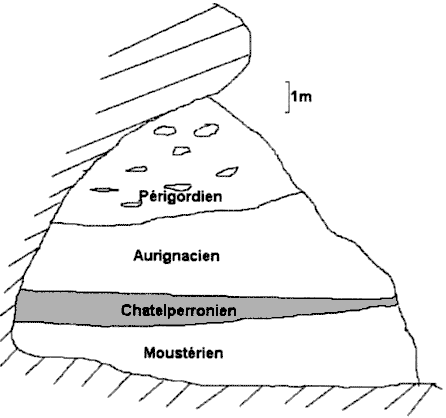 1m
Périgordien
Aurignacien
Chatelperronien
Moustérien